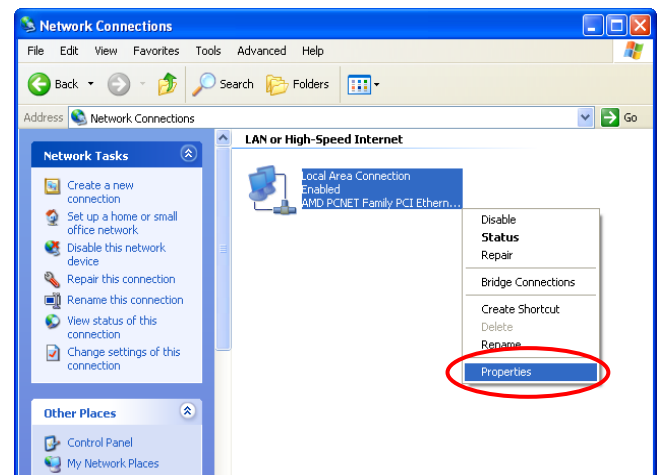 Network Connections
File Edit View Favorites Tools Advanced Help
Back Search Folders
Address Network Connections Go
Network Tasks
Create a new
connection
Set up a home or small
office network
Disable this network
device
Repair this connection
Rename this connection
View status of this
connection
Change settings of this
connection
Other Places
Control Panel
My Network Places
LAN or High-Speed Internet
Local Area Connection
Enabled
AMD PCNET Family PCI Ethern...
Disable
Status
Repair
Bridge Connections
Create Shortcut
Delete
Rename
Properties